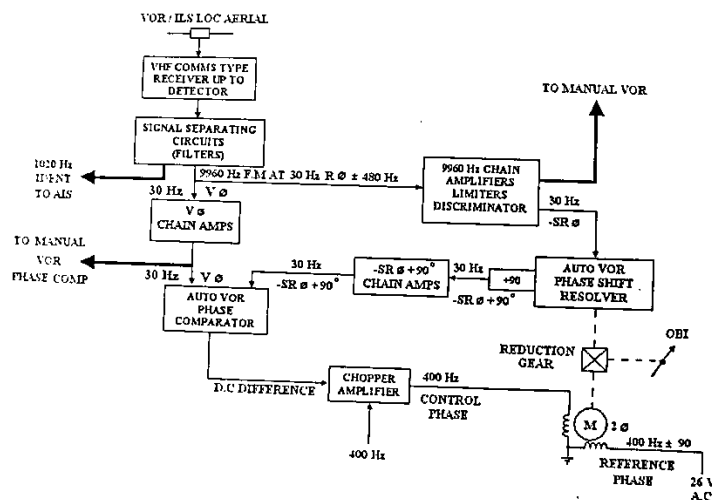 VOR / ILS LOC AERIAL
VHF COMMS TYPE
RECEIVER UP TO
DETECTOR
TO MANUAL VOR
SIGNAL SEPARATING
CIRCUITS
(FILTERS)
1020 Hz
IDENT
TO AIS
9960 Hz F.M AT 30 Hz R Ø ± 480 Hz
9960 Hz CHAIN
AMPLIFIERS
LIMITERS
DISCRIMINATOR
30 Hz
V Ø
30 Hz
-SR Ø
V Ø
CHAIN AMPS
TO MANUAL
VOR
PHASE COMP
30 Hz
V Ø
30 Hz
-SR Ø +90°
-SR Ø +90°
CHAIN AMPS
30 Hz
-SR Ø +90°
+90
AUTO VOR
PHASE SHIFT
RESOLVER
AUTO VOR
PHASE
COMPARATOR
REDUCTION
GEAR
OBI
D.C DIFFERENCE
CHOPPER
AMPLIFIER
400 Hz
CONTROL
PHASE
400 Hz
M
2 Ø
400 Hz ± 90
REFERENCE
PHASE
26 V
A.C